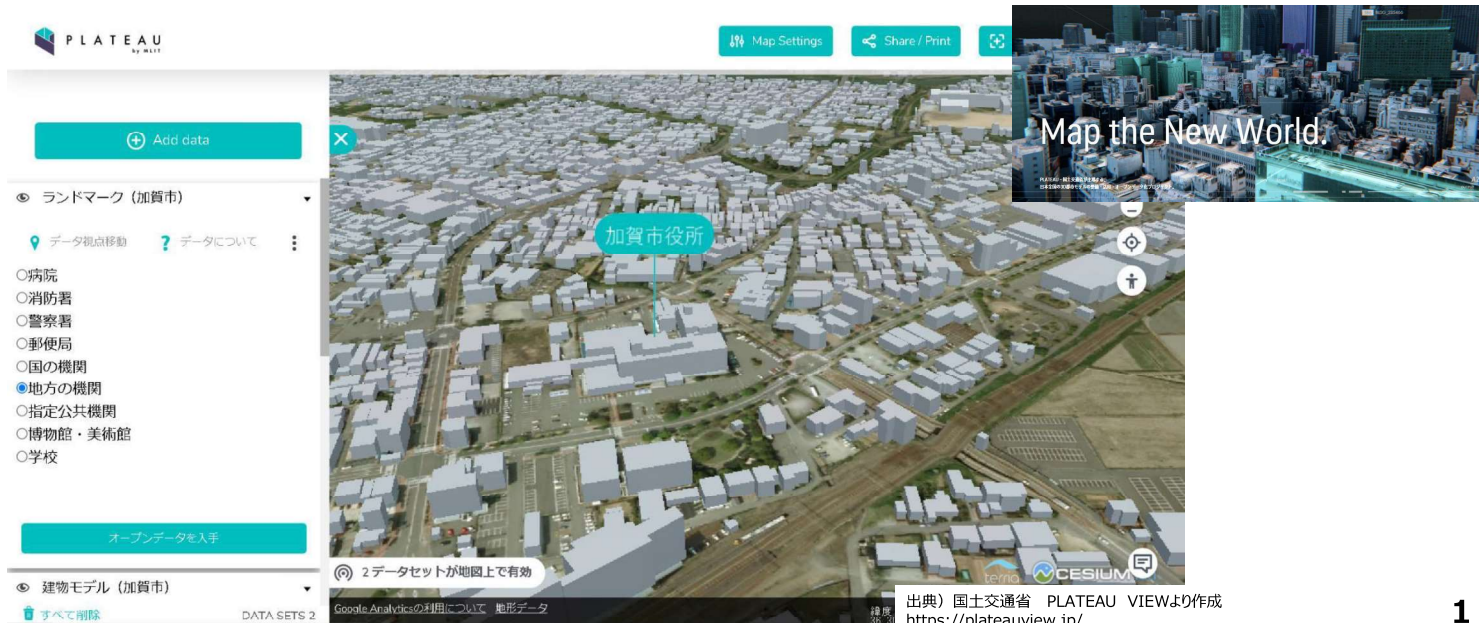 PLATEAU
by MLIT
Map Settings
Share / Print
Add data
ランドマーク（加賀市）
データ視点移動
? データについて
○病院
○消防署
○警察署
○郵便局
○国の機関
◉地方の機関
○指定公共機関
○博物館・美術館
○学校
オープンデータを入手
建物モデル（加賀市）
すべて削除
DATA SETS 2
加賀市役所
2データセットが地図上で有効
Google Analyticsの利用について 地形データ
terria
CESIUM
緯度
Map the New World.
出典）国土交通省 PLATEAU VIEWより作成
https://plateauview.jp/
1